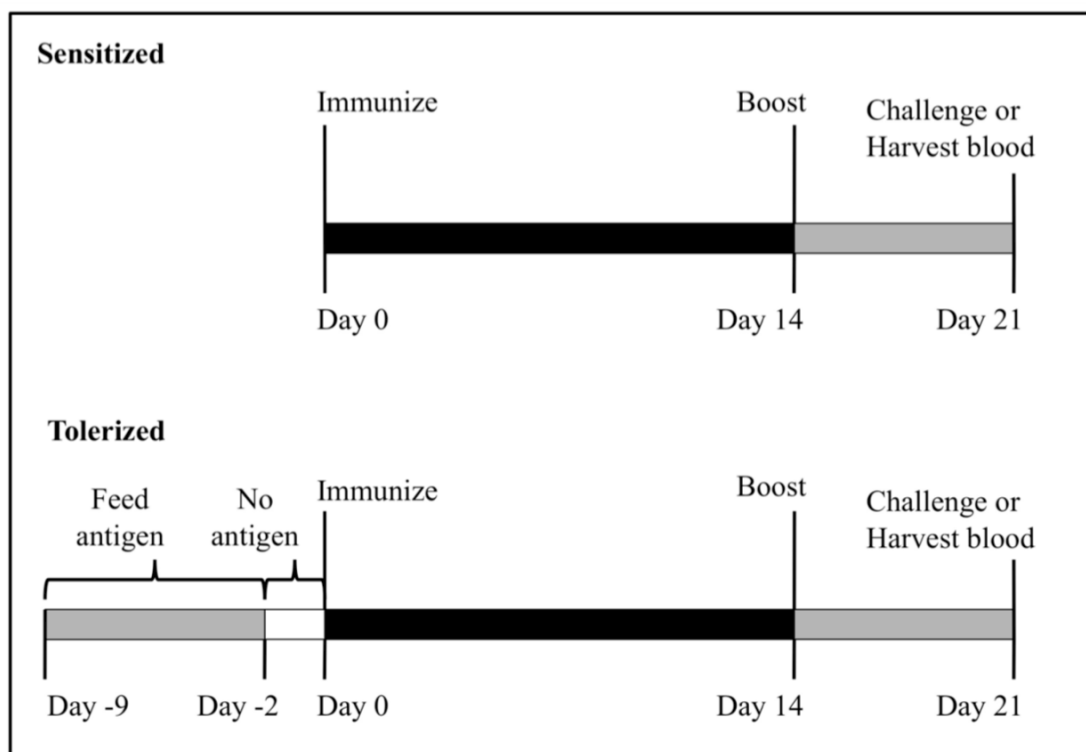 Sensitized
Immunize
Boost
Challenge or
Harvest blood
Day 0
Day 14
Day 21
Tolerized
Feed
antigen
No
antigen
Immunize
Boost
Challenge or
Harvest blood
Day -9
Day -2
Day 0
Day 14
Day 21